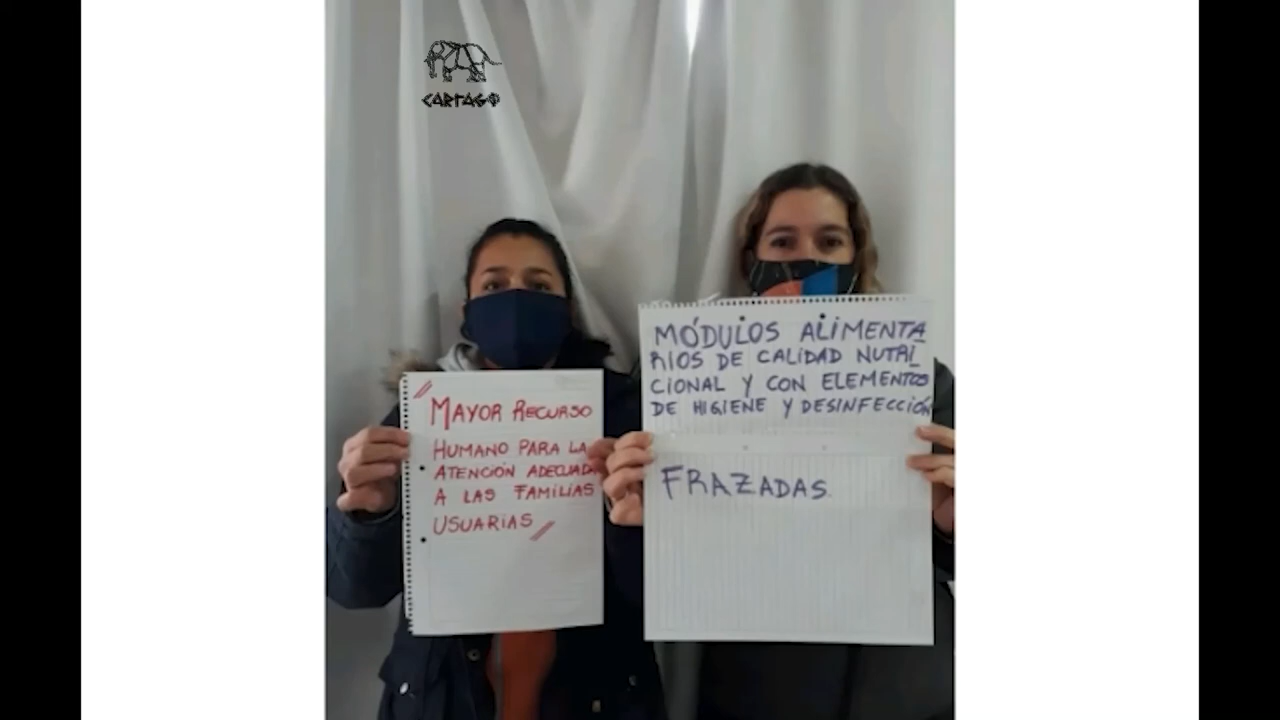 CARTAGO
MAYOR RECURSO
HUMANO PARA LA
ATENCIÓN ADECUADA
A LAS FAMILIAS
USUARIAS
MÓDULOS ALIMENTA
RIOS DE CALIDAD NUTRI
CIONAL Y CON ELEMENTOS
DE HIGIENE Y DESINFECCIÓN
FRAZADAS.